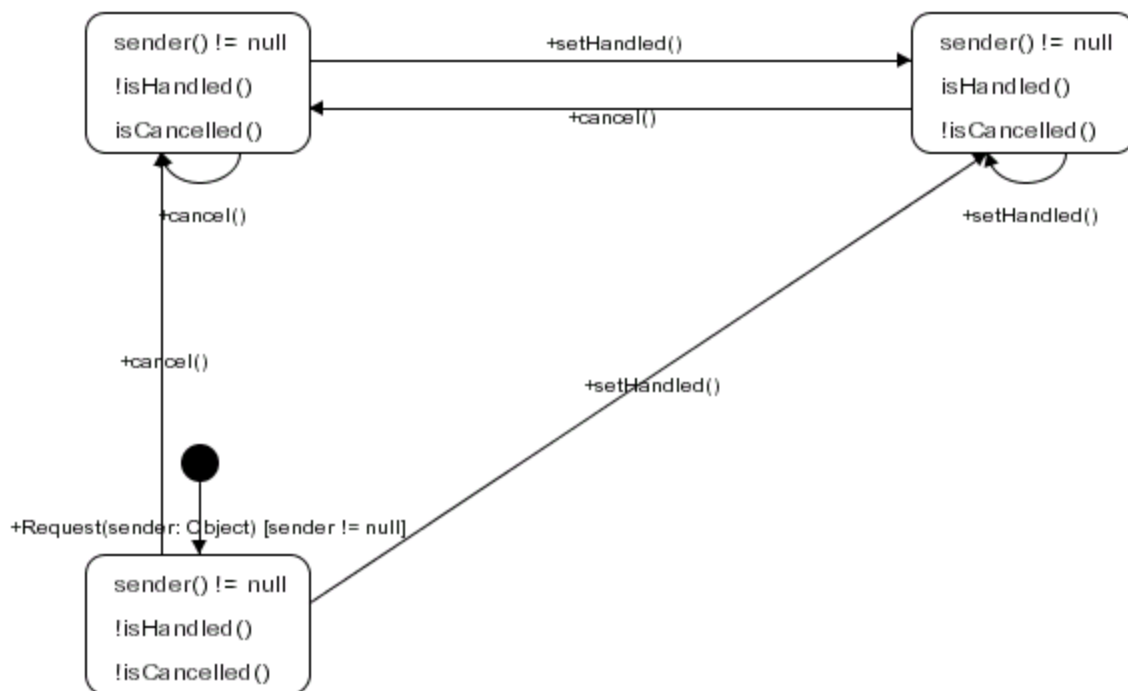 sender() != null
!isHandled()
isCancelled()
+setHandled()
+cancel()
sender() != null
isHandled()
!isCancelled()
+cancel()
+setHandled()
+cancel()
+setHandled()
+Request(sender: Object) [sender != null]
sender() != null
!isHandled()
!isCancelled()